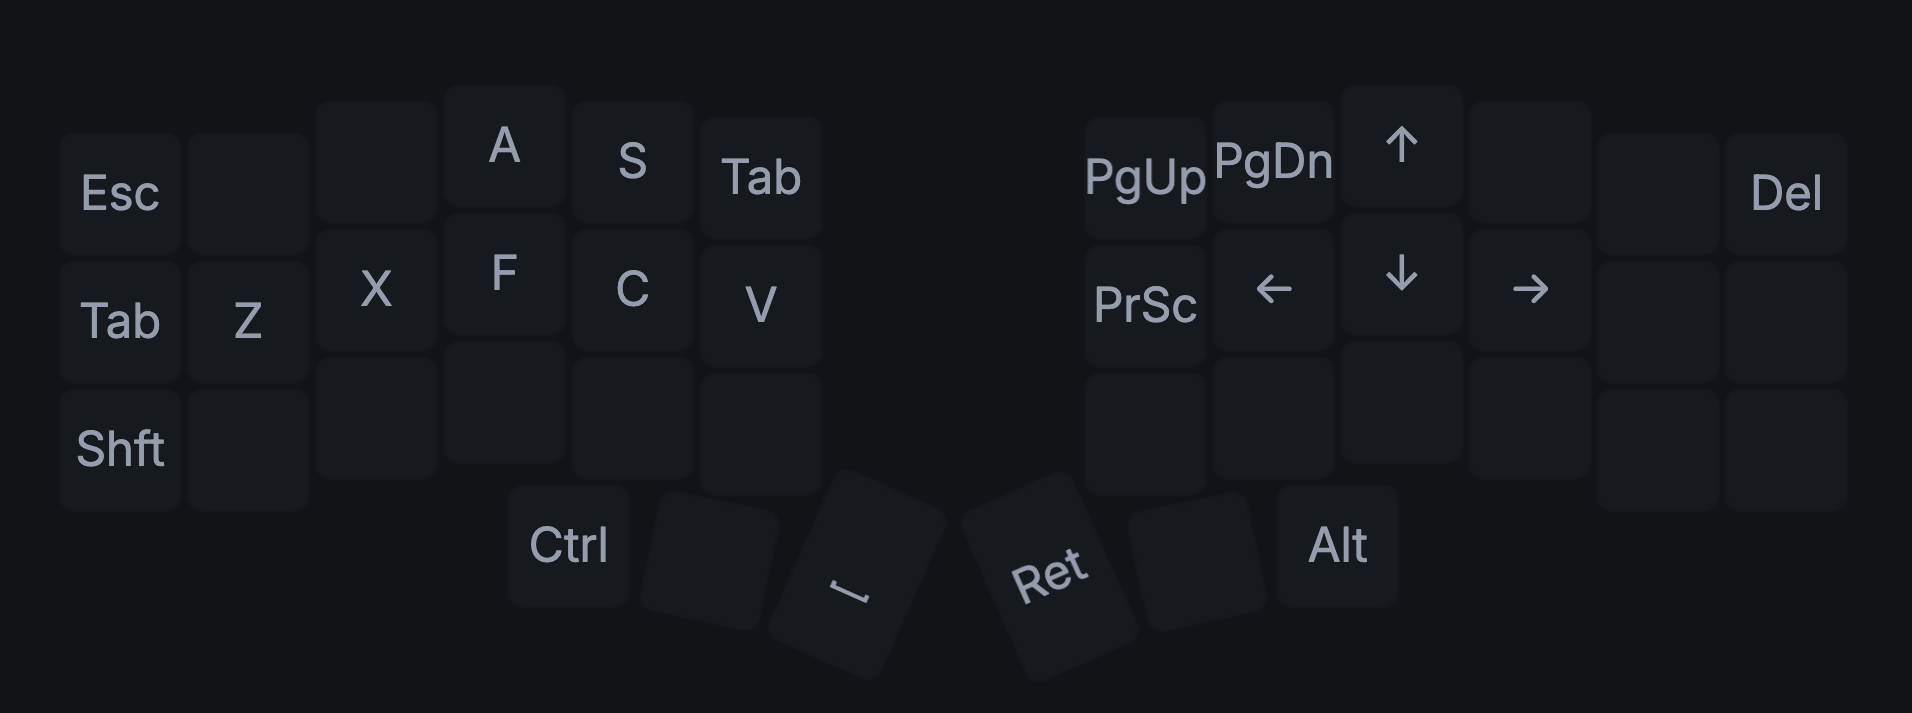 Esc A S Tab PgUp PgDn ↑ Del
Tab Z X F C V PrSc ← ↓ →
Shft
Ctrl ⎵ Ret Alt